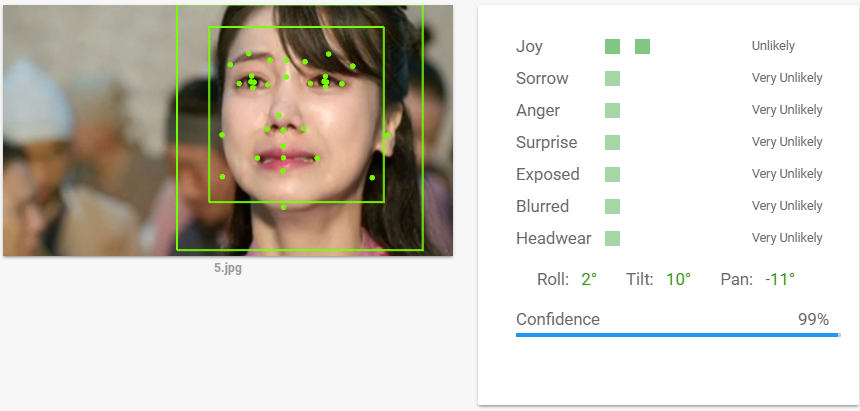 5.jpg
Joy Unlikely
Sorrow Very Unlikely
Anger Very Unlikely
Surprise Very Unlikely
Exposed Very Unlikely
Blurred Very Unlikely
Headwear Very Unlikely
Roll: 2° Tilt: 10° Pan: -11°
Confidence 99%